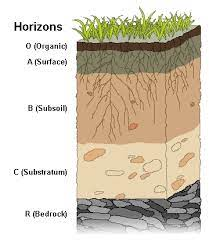 Horizons
O (Organic)
A (Surface)
B (Subsoil)
C (Substratum)
R (Bedrock)